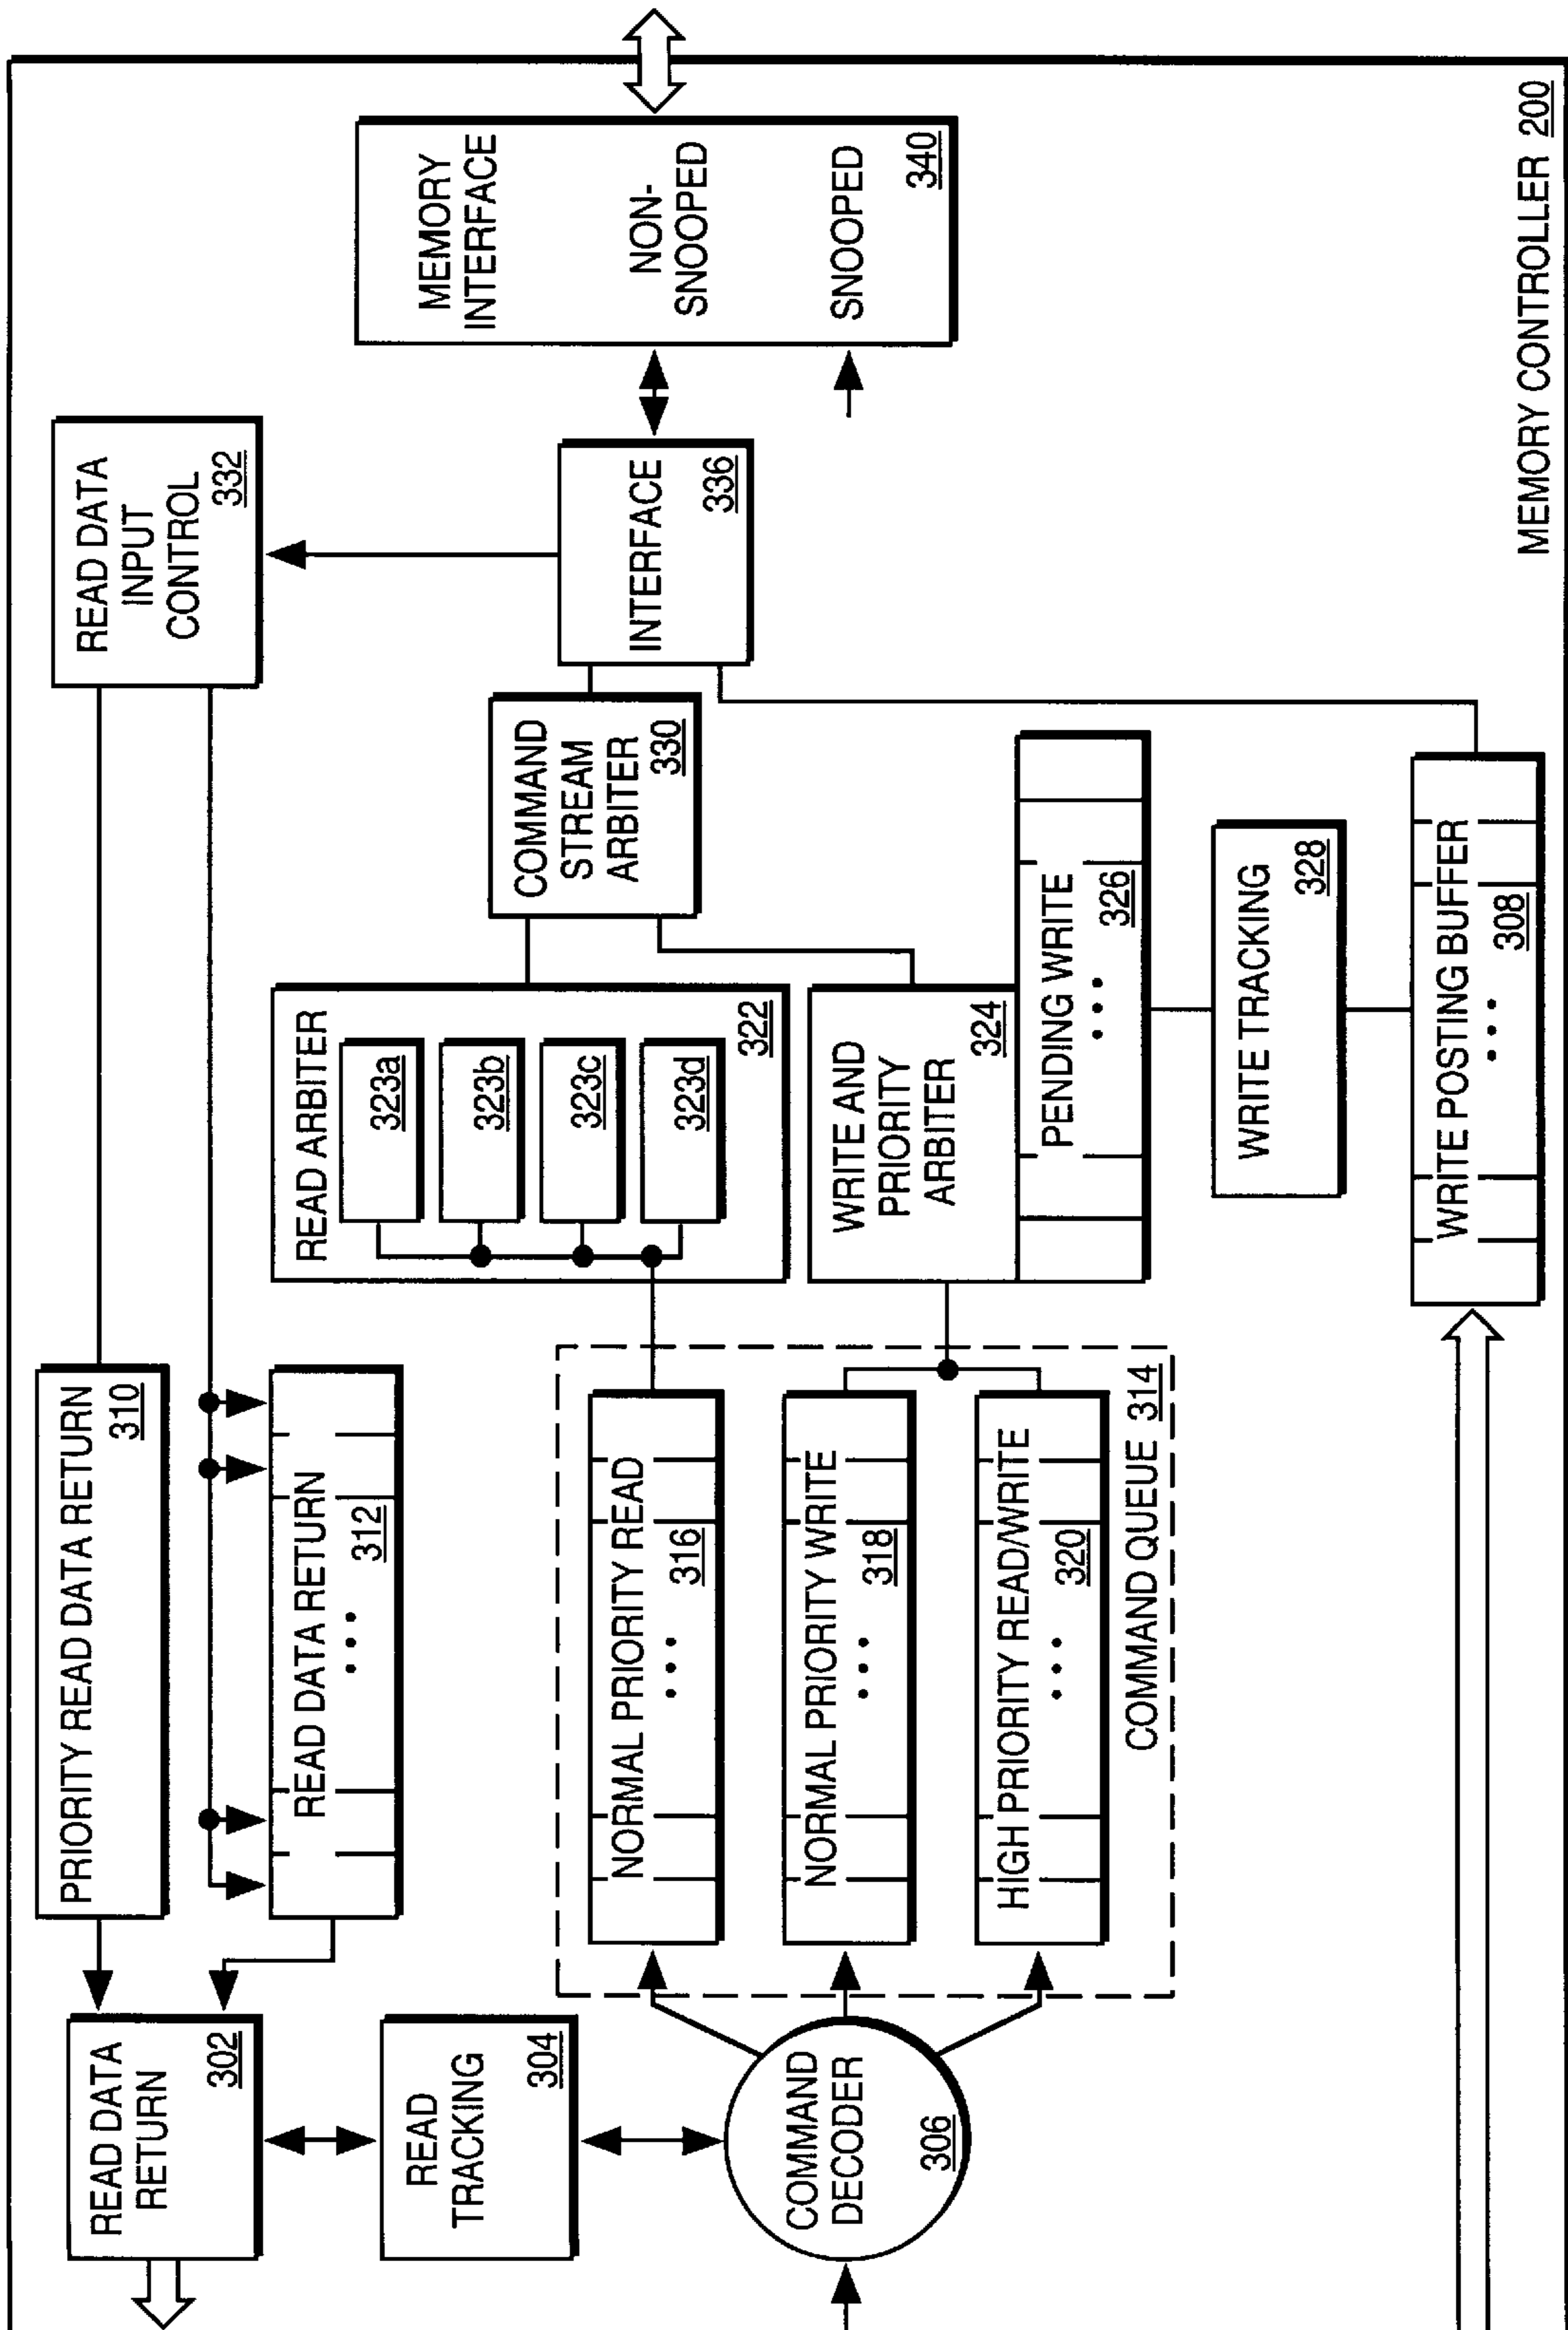 READ DATA
RETURN
302
PRIORITY READ DATA RETURN
310
READ DATA RETURN
312
• • •
READ DATA
INPUT
CONTROL
332
READ
TRACKING
304
COMMAND
DECODER
306
NORMAL PRIORITY READ
316
• • •
NORMAL PRIORITY WRITE
318
• • •
HIGH PRIORITY READ/WRITE
320
• • •
COMMAND QUEUE 314
READ ARBITER
323a
323b
323c
323d
322
WRITE AND
PRIORITY
ARBITER
324
PENDING WRITE
326
• • •
COMMAND
STREAM
ARBITER
330
INTERFACE
336
MEMORY
INTERFACE
NON-
SNOOPED
SNOOPED
340
WRITE TRACKING
328
WRITE POSTING BUFFER
308
• • •
MEMORY CONTROLLER 200